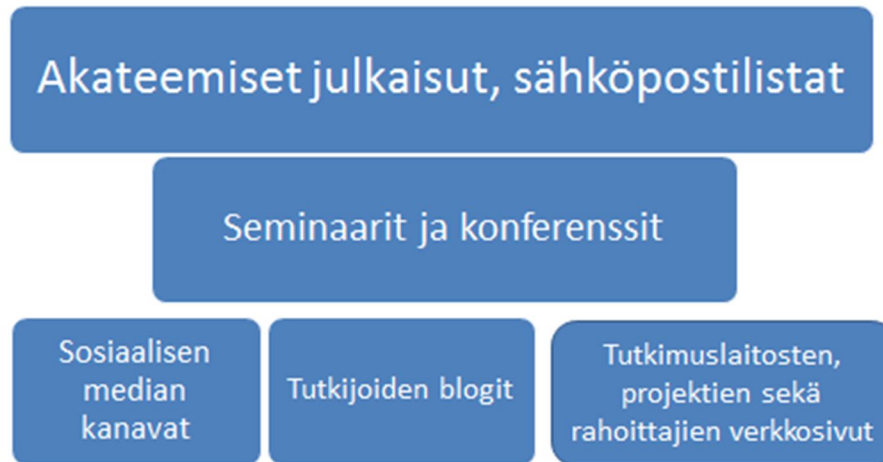 Akateemiset julkaisut, sähköpostilistat
Seminaarit ja konferenssit
Sosiaalisen
median
kanavat
Tutkijoiden blogit
Tutkimuslaitosten,
projektien sekä
rahoittajien verkkosivut